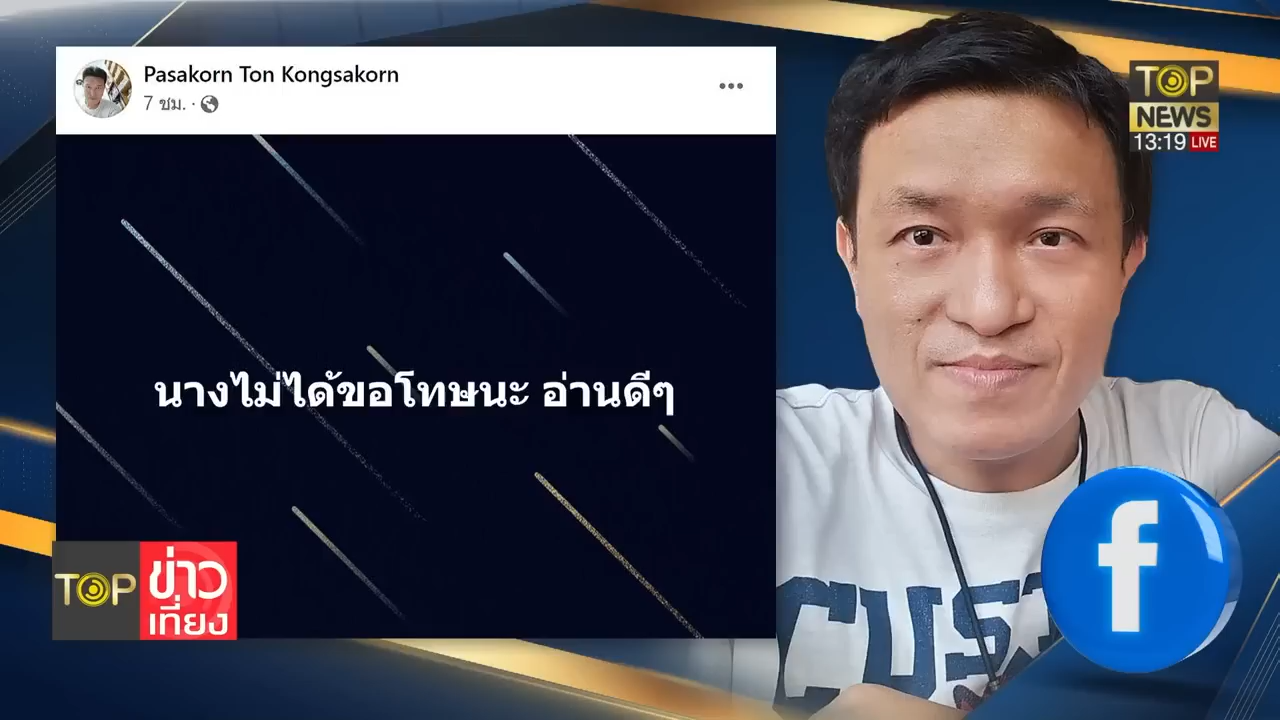 Pasakorn Ton Kongsakorn
7 ชม. ·
นางไม่ได้ขอโทษนะ อ่านดีๆ
TOP
NEWS
13:19 LIVE
TOP ข่าว
เที่ยง
f